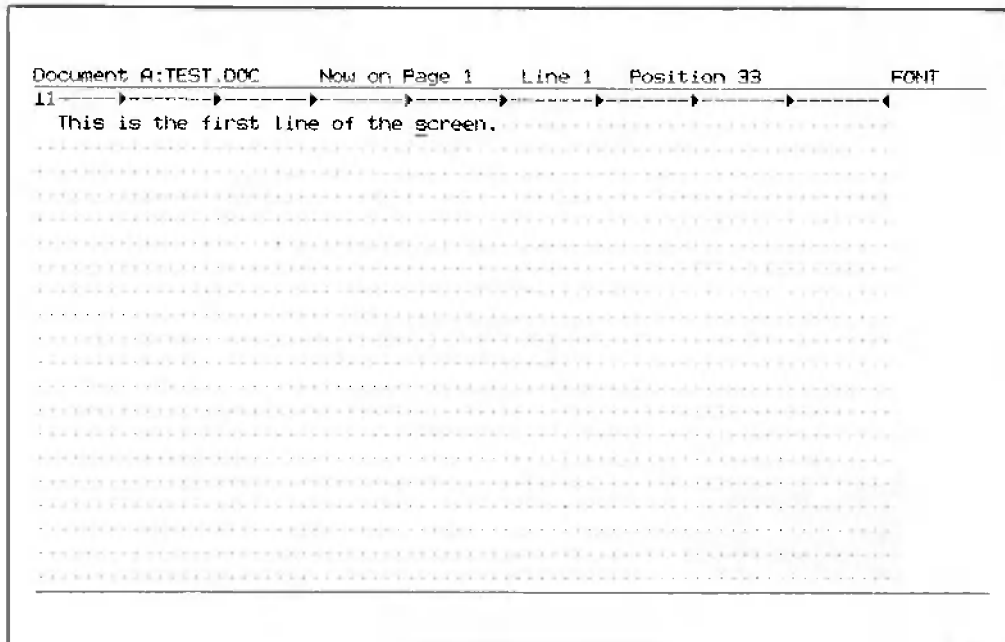 Document A:TEST.DOC Now on Page 1 Line 1 Position 33 FONT
11
This is the first line of the screen.